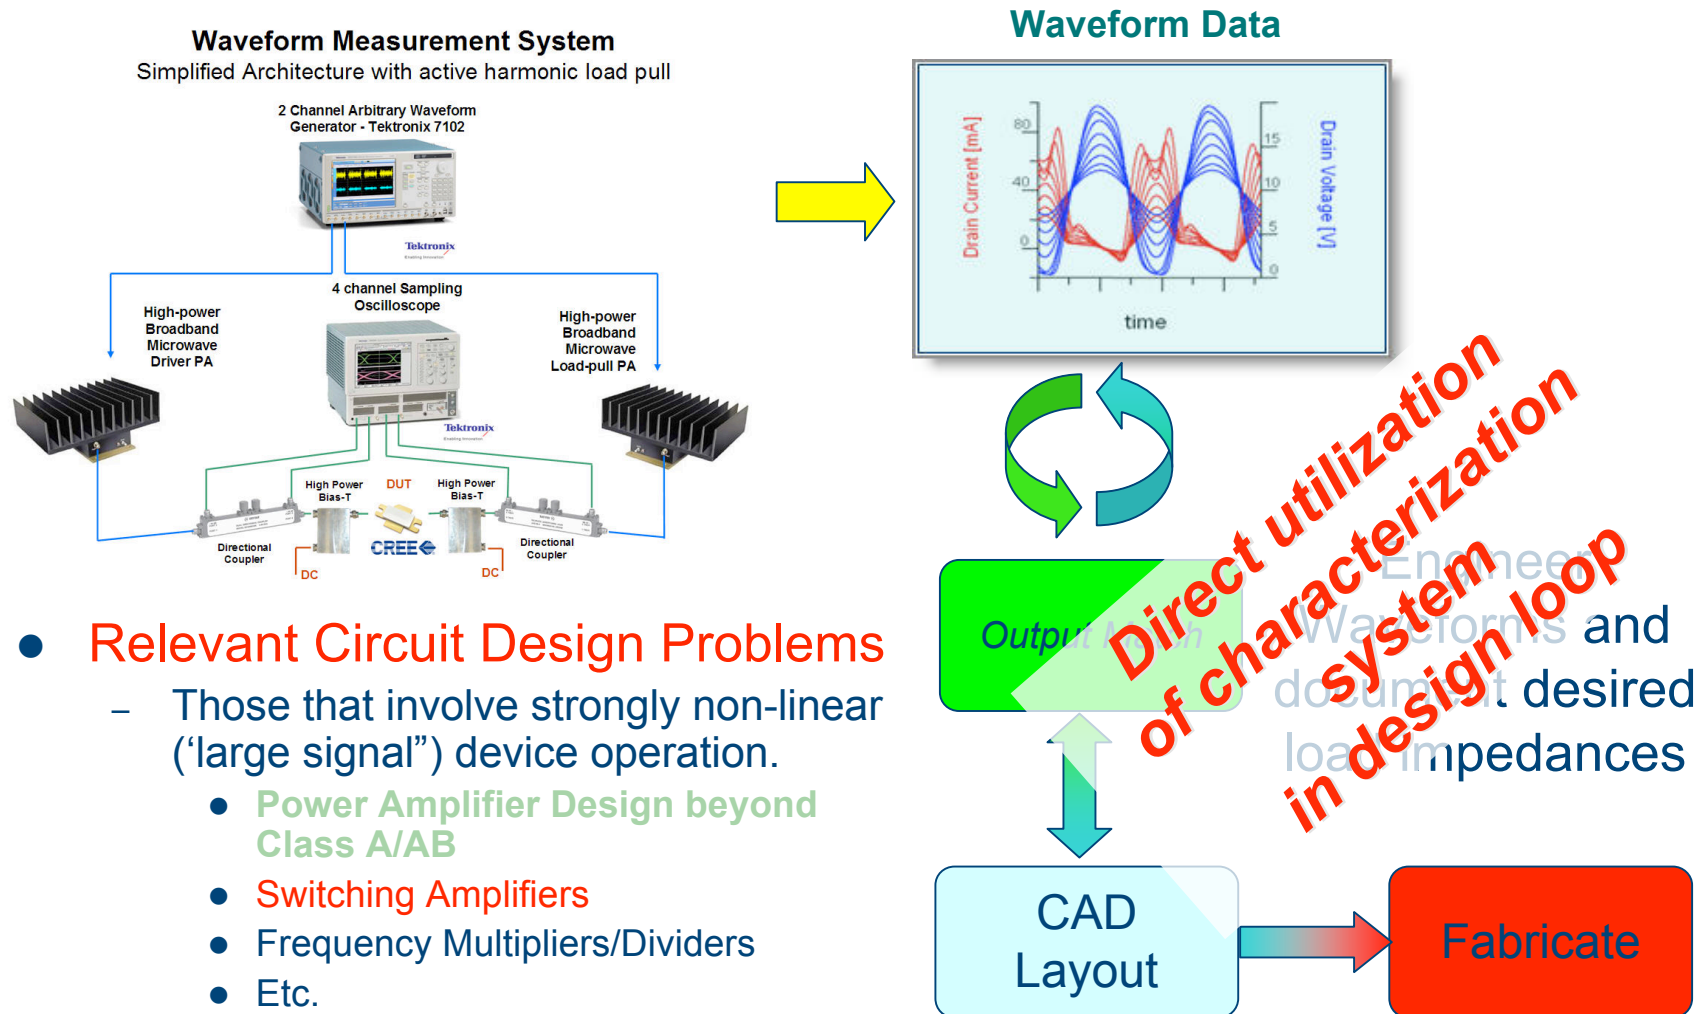 Waveform Measurement System
Simplified Architecture with active harmonic load pull
2 Channel Arbitrary Waveform
Generator - Tektronix 7102
Tektronix
Enabling Innovation
4 channel Sampling
Oscilloscope
High-power
Broadband
Microwave
Driver PA
High-power
Broadband
Microwave
Load-pull PA
Tektronix
Enabling Innovation
High Power
Bias-T
DUT
High Power
Bias-T
CREE
Directional
Coupler
Directional
Coupler
DC
DC
Waveform Data
Drain Current [mA]
80
40
0
15
10
5
0
Drain Voltage [V]
time
● Relevant Circuit Design Problems
– Those that involve strongly non-linear
(‘large signal”) device operation.
● Power Amplifier Design beyond
Class A/AB
● Switching Amplifiers
● Frequency Multipliers/Dividers
● Etc.
Output Match
Engineer
Waveforms and
document desired
load impedances
Direct utilization
of characterization
system
in design loop
CAD
Layout
Fabricate